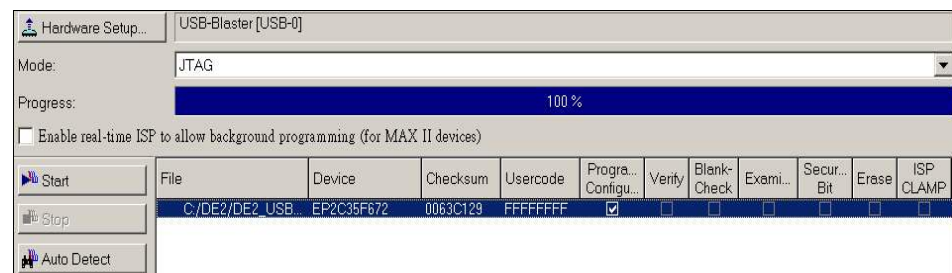 Hardware Setup... USB-Blaster [USB-0]
Mode: JTAG
Progress: 100 %
Enable real-time ISP to allow background programming (for MAX II devices)
Start File Device Checksum Usercode Progra... Configu... Verify Blank- Check Exami... Secur... Bit Erase ISP CLAMP
Stop C:/DE2/DE2_USB... EP2C35F672 0063C129 FFFFFFFF
Auto Detect